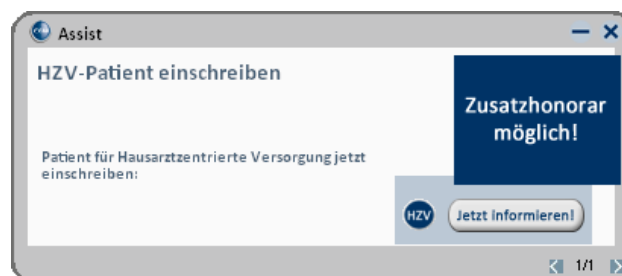 Assist
HZV-Patient einschreiben
Zusatzhonorar
möglich!
Patient für Hausarztzentrierte Versorgung jetzt
einschreiben:
HZV
Jetzt informieren!
1/1